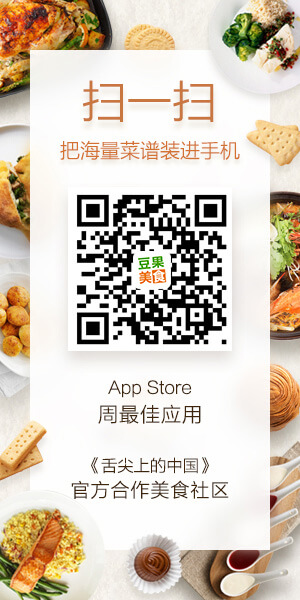 扫一扫
把海量菜谱装进手机
豆果
美食
App Store
周最佳应用
《舌尖上的中国》
官方合作美食社区